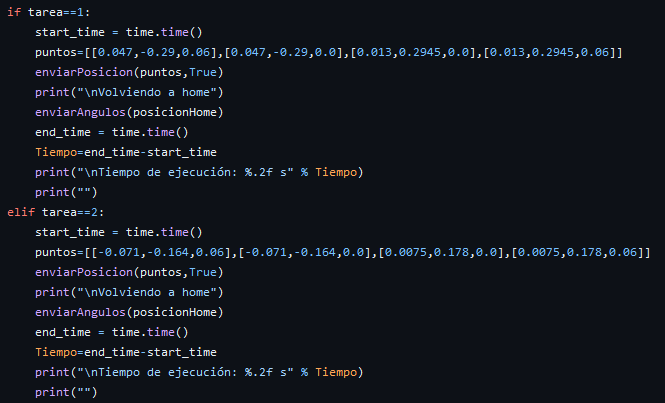 if tarea==1:
    start_time = time.time()
    puntos=[[0.047,-0.29,0.06],[0.047,-0.29,0.0],[0.013,0.2945,0.0],[0.013,0.2945,0.06]]
    enviarPosicion(puntos,True)
    print("\nVolviendo a home")
    enviarAngulos(posicionHome)
    end_time = time.time()
    Tiempo=end_time-start_time
    print("\nTiempo de ejecución: %.2f s" % Tiempo)
    print("")
elif tarea==2:
    start_time = time.time()
    puntos=[[-0.071,-0.164,0.06],[-0.071,-0.164,0.0],[0.0075,0.178,0.0],[0.0075,0.178,0.06]]
    enviarPosicion(puntos,True)
    print("\nVolviendo a home")
    enviarAngulos(posicionHome)
    end_time = time.time()
    Tiempo=end_time-start_time
    print("\nTiempo de ejecución: %.2f s" % Tiempo)
    print("")